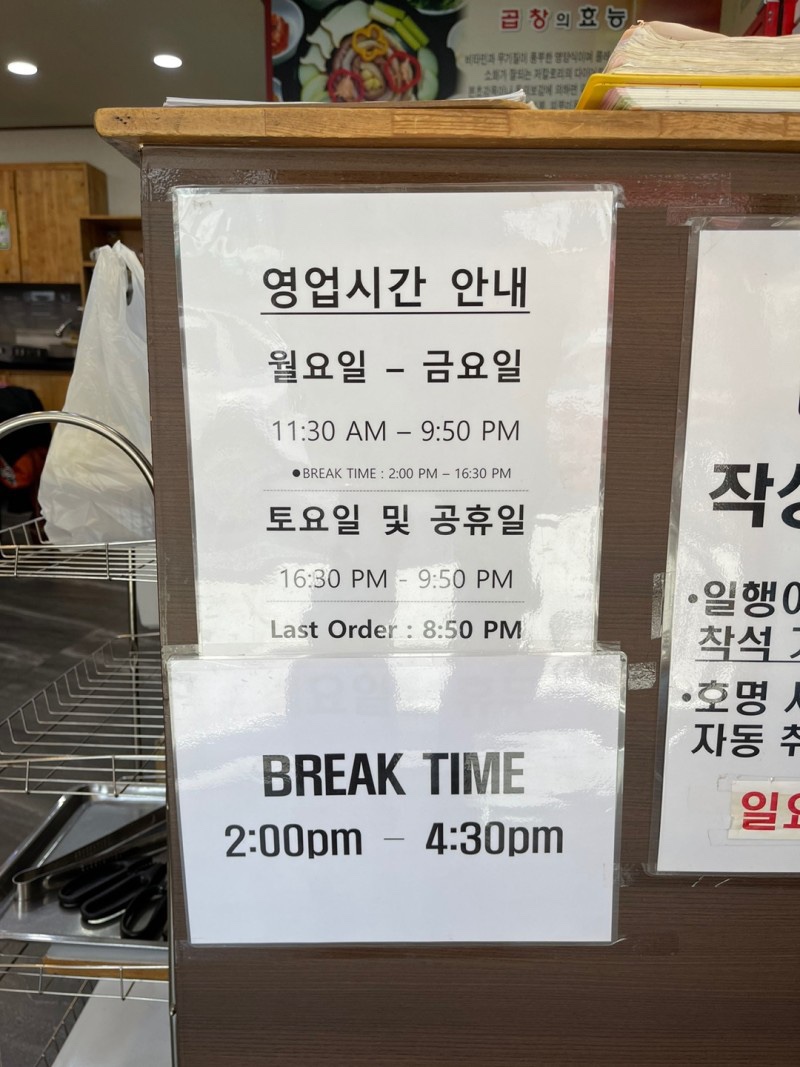 곱창의효능
영업시간 안내
월요일 – 금요일
11:30 AM – 9:50 PM
●BREAK TIME : 2:00 PM – 16:30 PM
토요일 및 공휴일
16:30 PM - 9:50 PM
Last Order : 8:50 PM
BREAK TIME
2:00pm – 4:30pm
작성
•일행이
착석
•호명
자동
일요